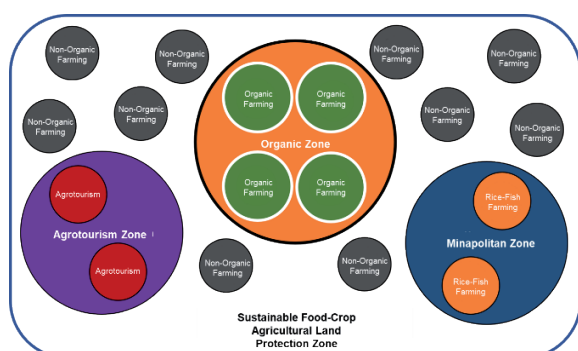 Non-Organic
Farming
Non-Organic
Farming
Non-Organic
Farming
Non-Organic
Farming
Non-Organic
Farming
Non-Organic
Farming
Non-Organic
Farming
Non-Organic
Farming
Organic
Farming
Organic
Farming
Organic Zone
Organic
Farming
Organic
Farming
Agrotourism
Agrotourism Zone
Agrotourism
Rice-Fish
Farming
Minapolitan Zone
Rice-Fish
Farming
Non-Organic
Farming
Non-Organic
Farming
Sustainable Food-Crop
Agricultural Land
Protection Zone